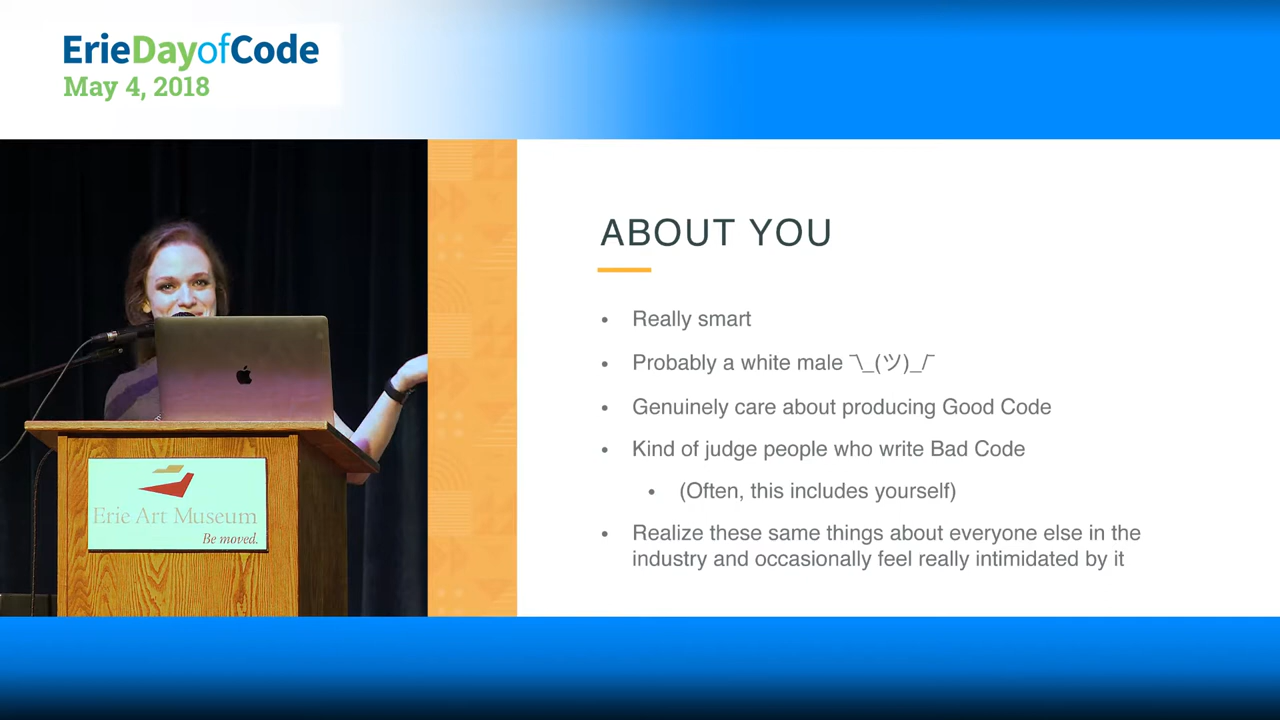 ErieDayofCode
May 4, 2018
ABOUT YOU
• Really smart
• Probably a white male ¯\_(ツ)_/¯
• Genuinely care about producing Good Code
• Kind of judge people who write Bad Code
• (Often, this includes yourself)
• Realize these same things about everyone else in the
industry and occasionally feel really intimidated by it
Erie Art Museum
Be moved.